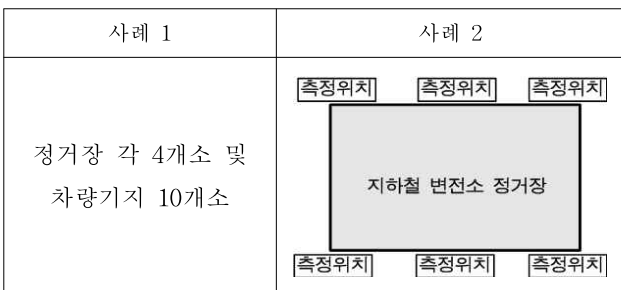 사례 1
사례 2
정거장 각 4개소 및
차량기지 10개소
측정위치 측정위치 측정위치
지하철 변전소 정거장
측정위치 측정위치 측정위치